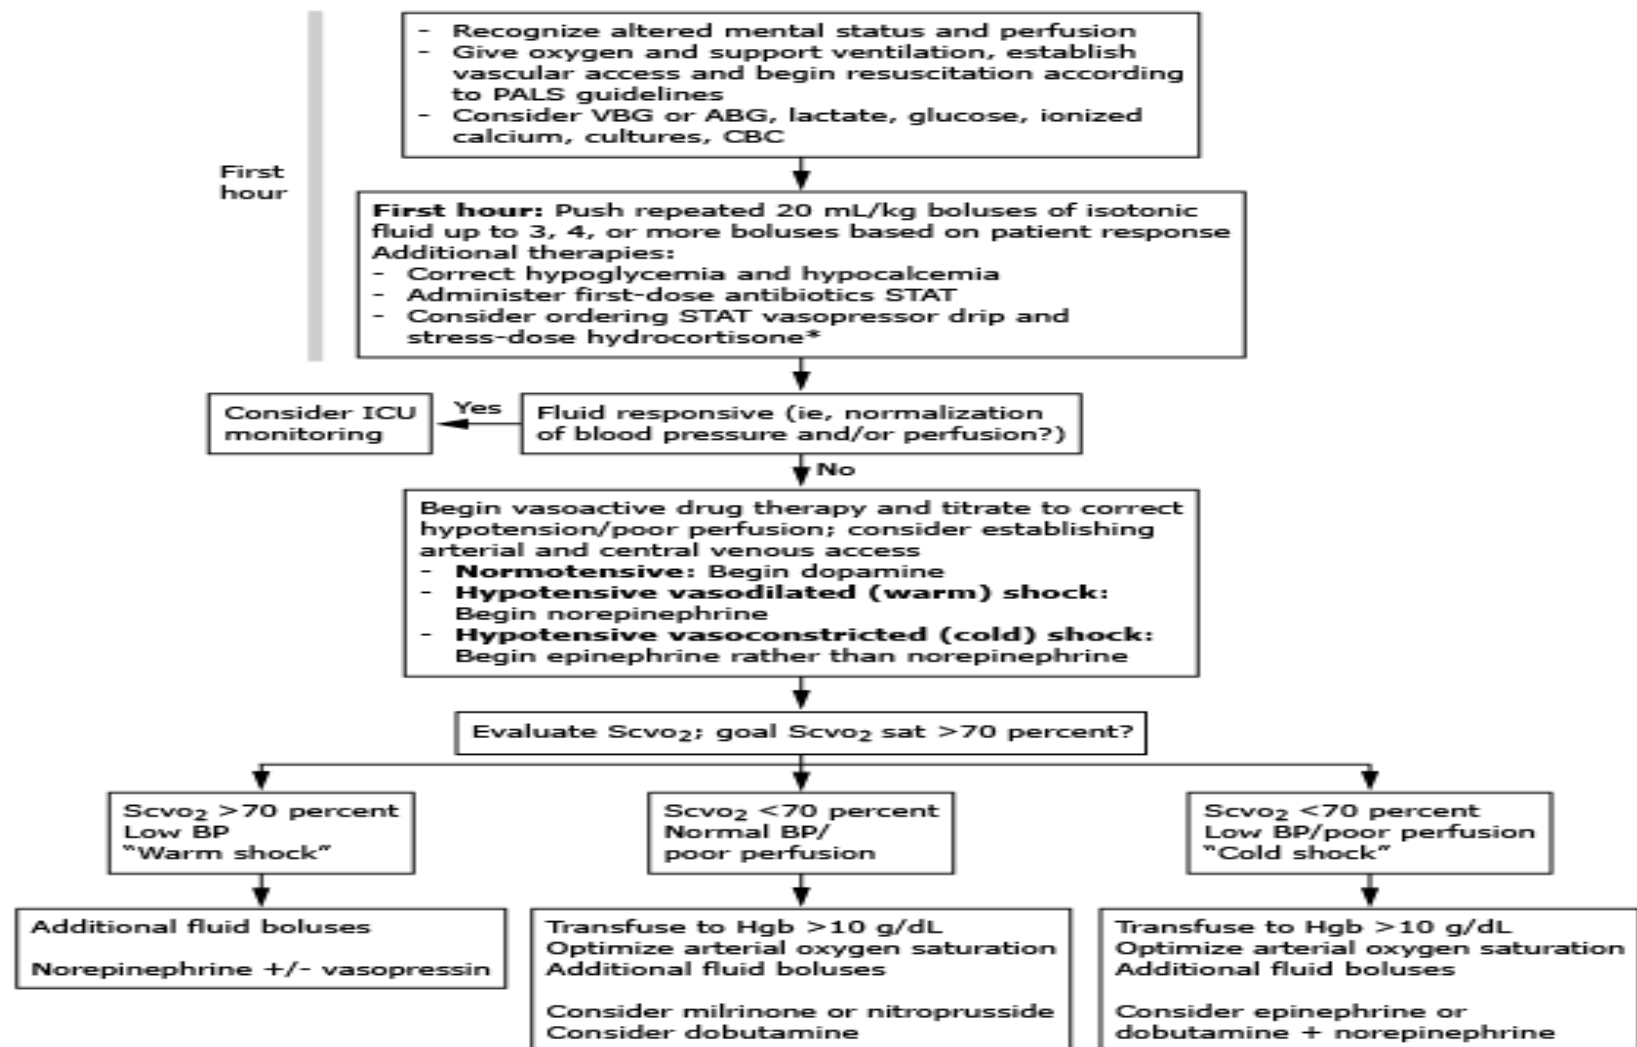 - Recognize altered mental status and perfusion
- Give oxygen and support ventilation, establish
vascular access and begin resuscitation according
to PALS guidelines
- Consider VBG or ABG, lactate, glucose, ionized
calcium, cultures, CBC
First
hour
First hour: Push repeated 20 mL/kg boluses of isotonic
fluid up to 3, 4, or more boluses based on patient response
Additional therapies:
- Correct hypoglycemia and hypocalcemia
- Administer first-dose antibiotics STAT
- Consider ordering STAT vasopressor drip and
stress-dose hydrocortisone*
Consider ICU
monitoring
Yes
Fluid responsive (ie, normalization
of blood pressure and/or perfusion?)
No
Begin vasoactive drug therapy and titrate to correct
hypotension/poor perfusion; consider establishing
arterial and central venous access
- Normotensive: Begin dopamine
- Hypotensive vasodilated (warm) shock:
Begin norepinephrine
- Hypotensive vasoconstricted (cold) shock:
Begin epinephrine rather than norepinephrine
Evaluate Scvo₂; goal Scvo₂ sat >70 percent?
Scvo₂ >70 percent
Low BP
“Warm shock”
Scvo₂ <70 percent
Normal BP/
poor perfusion
Scvo₂ <70 percent
Low BP/poor perfusion
“Cold shock”
Additional fluid boluses
Norepinephrine +/- vasopressin
Transfuse to Hgb >10 g/dL
Optimize arterial oxygen saturation
Additional fluid boluses
Consider milrinone or nitroprusside
Consider dobutamine
Transfuse to Hgb >10 g/dL
Optimize arterial oxygen saturation
Additional fluid boluses
Consider epinephrine or
dobutamine + norepinephrine